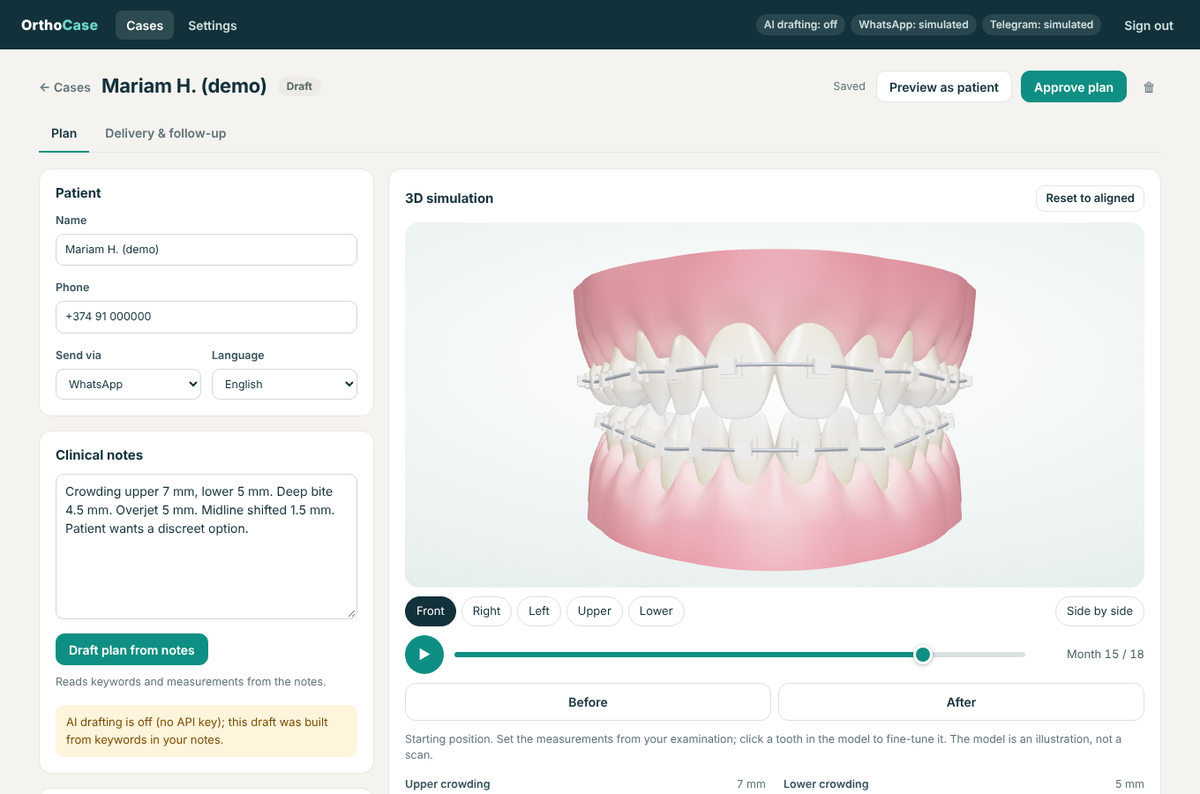 OrthoCase
Cases
Settings
AI drafting: off
WhatsApp: simulated
Telegram: simulated
Sign out
← Cases
Mariam H. (demo)
Draft
Saved
Preview as patient
Approve plan
Plan
Delivery & follow-up
Patient
Name
Mariam H. (demo)
Phone
+374 91 000000
Send via
Language
WhatsApp
English
Clinical notes
Crowding upper 7 mm, lower 5 mm. Deep bite
4.5 mm. Overjet 5 mm. Midline shifted 1.5 mm.
Patient wants a discreet option.
Draft plan from notes
Reads keywords and measurements from the notes.
AI drafting is off (no API key); this draft was built
from keywords in your notes.
3D simulation
Reset to aligned
Front
Right
Left
Upper
Lower
Side by side
Month 15 / 18
Before
After
Starting position. Set the measurements from your examination; click a tooth in the model to fine-tune it. The model is an illustration, not a
scan.
Upper crowding
7 mm
Lower crowding
5 mm